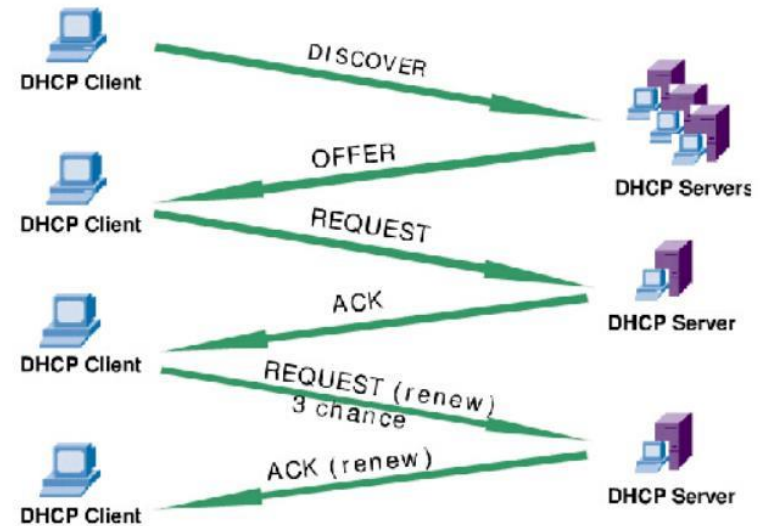 DHCP Client
DISCOVER
DHCP Servers
OFFER
DHCP Client
REQUEST
DHCP Server
ACK
DHCP Client
REQUEST (renew)
3 chance
DHCP Server
ACK (renew)
DHCP Client